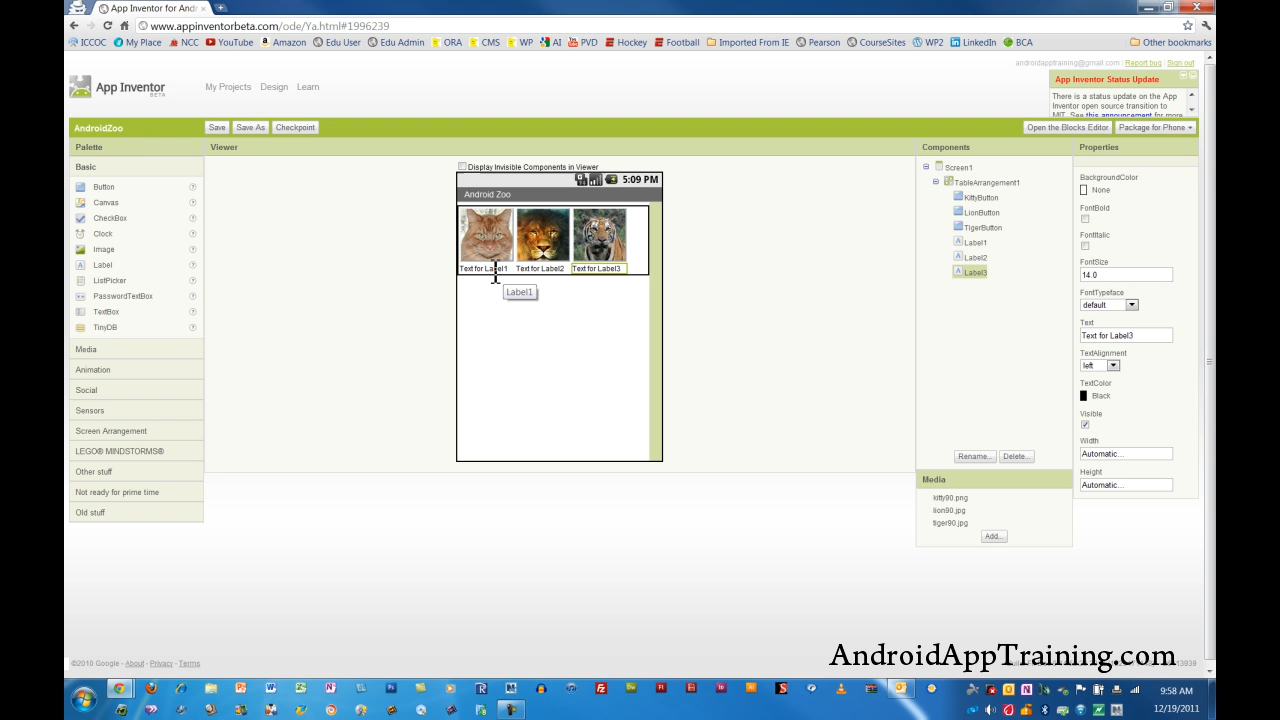 App Inventor for Andr
www.appinventorbeta.com/ode/Ya.html#1996239
ICCOC My Place NCC YouTube Amazon Edu User Edu Admin ORA CMS WP AI PVD Hockey Football Imported From IE Pearson CourseSites WP2 LinkedIn BCA Other bookmarks
androidapptraining@gmail.com | Report bug | Sign out
App Inventor BETA
My Projects Design Learn
App Inventor Status Update
There is a status update on the App
Inventor open source transition to
MIT. See this announcement for more
AndroidZoo Save Save As Checkpoint Open the Blocks Editor Package for Phone
Palette
Basic
Button
Canvas
CheckBox
Clock
Image
Label
ListPicker
PasswordTextBox
TextBox
TinyDB
Media
Animation
Social
Sensors
Screen Arrangement
LEGO® MINDSTORMS®
Other stuff
Not ready for prime time
Old stuff
Viewer
Display Invisible Components in Viewer
5:09 PM
Android Zoo
Text for Label1 Text for Label2 Text for Label3
Label1
Components
Screen1
TableArrangement1
KittyButton
LionButton
TigerButton
Label1
Label2
Label3
Rename... Delete...
Media
kitty90.png
lion90.jpg
tiger90.jpg
Add...
Properties
BackgroundColor
None
FontBold
FontItalic
FontSize
14.0
FontTypeface
default
Text
Text for Label3
TextAlignment
left
TextColor
Black
Visible
Width
Automatic...
Height
Automatic...
©2010 Google - About - Privacy - Terms
AndroidAppTraining.com
13939
9:58 AM
12/19/2011